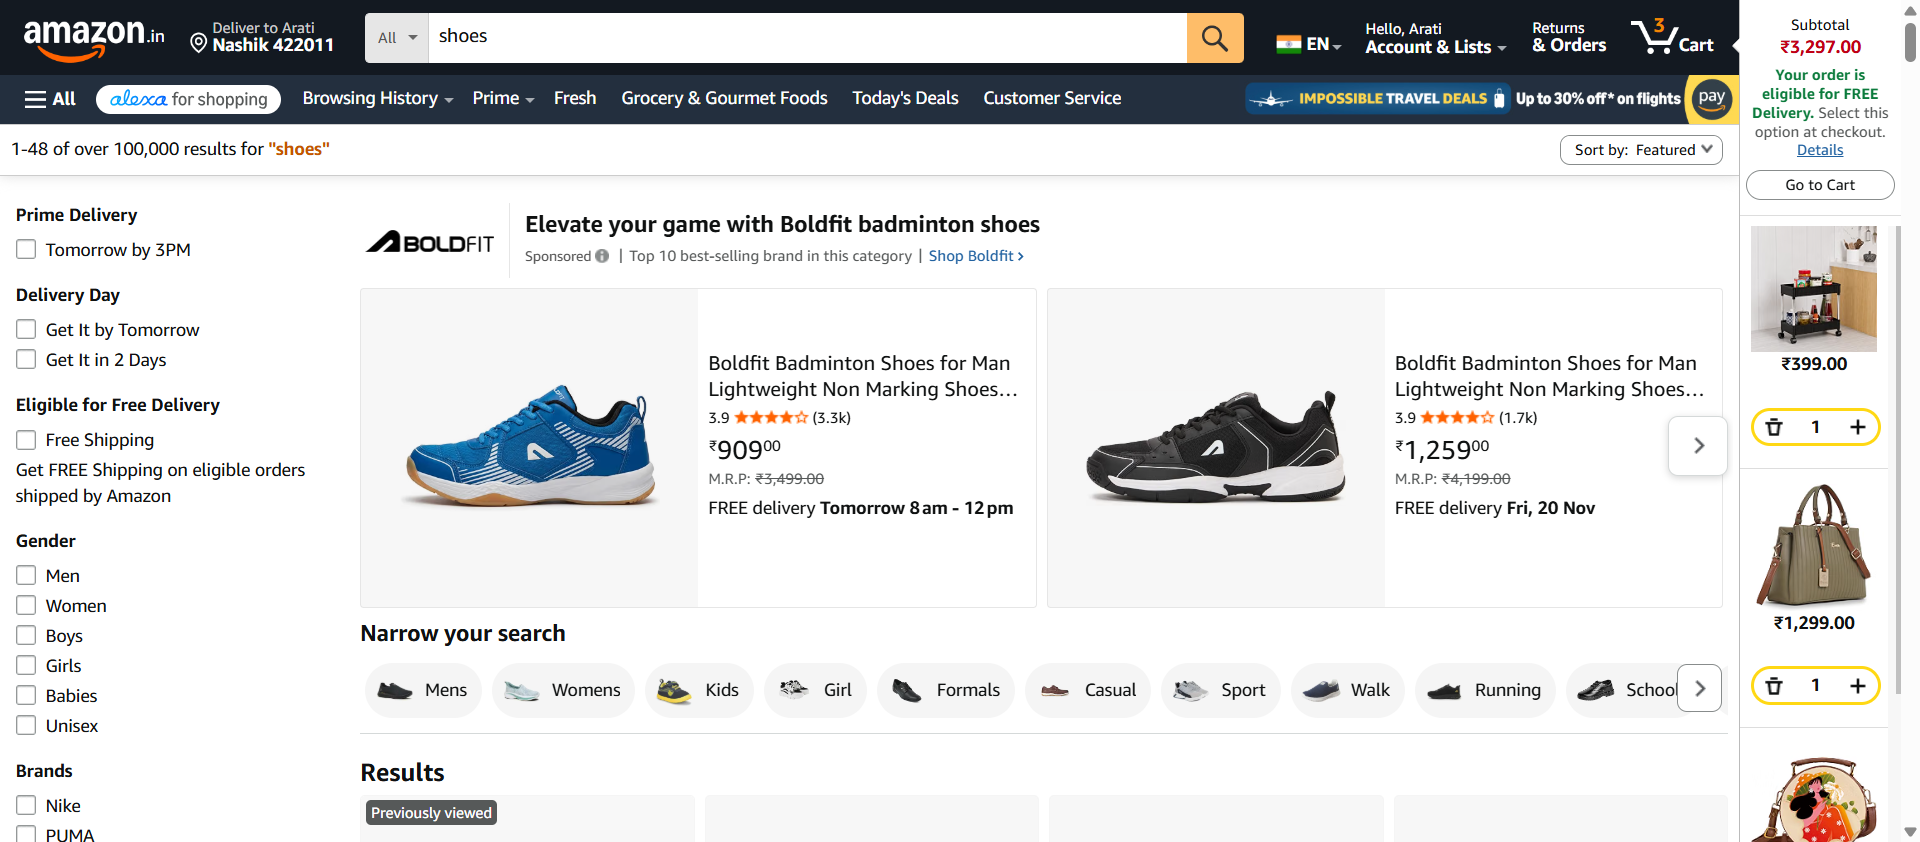 amazon.in
Deliver to Arati
Nashik 422011
All
shoes
EN
Hello, Arati
Account & Lists
Returns
& Orders
3
Cart
All
alexa for shopping
Browsing History
Prime
Fresh
Grocery & Gourmet Foods
Today's Deals
Customer Service
IMPOSSIBLE TRAVEL DEALS
Up to 30% off* on flights
pay
Subtotal
₹3,297.00
Your order is
eligible for FREE
Delivery. Select this
option at checkout.
Details
Go to Cart
₹399.00
1
₹1,299.00
1
1-48 of over 100,000 results for "shoes"
Sort by: Featured
Prime Delivery
Tomorrow by 3PM
Delivery Day
Get It by Tomorrow
Get It in 2 Days
Eligible for Free Delivery
Free Shipping
Get FREE Shipping on eligible orders
shipped by Amazon
Gender
Men
Women
Boys
Girls
Babies
Unisex
Brands
Nike
PUMA
BOLDFIT
Elevate your game with Boldfit badminton shoes
Sponsored | Top 10 best-selling brand in this category | Shop Boldfit
Boldfit Badminton Shoes for Man
Lightweight Non Marking Shoes...
3.9 (3.3k)
₹909.00
M.R.P: ₹3,499.00
FREE delivery Tomorrow 8 am - 12 pm
Boldfit Badminton Shoes for Man
Lightweight Non Marking Shoes...
3.9 (1.7k)
₹1,259.00
M.R.P: ₹4,199.00
FREE delivery Fri, 20 Nov
Narrow your search
Mens
Womens
Kids
Girl
Formals
Casual
Sport
Walk
Running
School
Results
Previously viewed